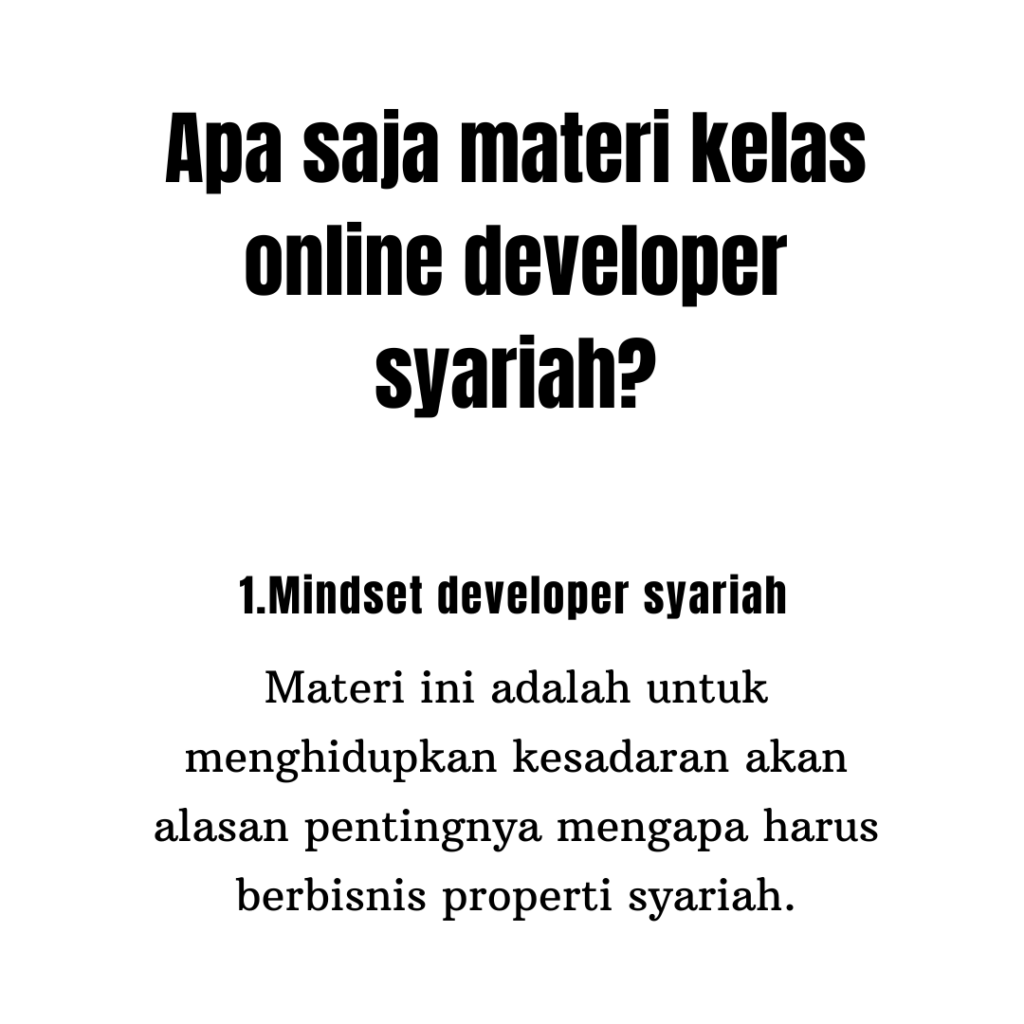 Apa saja materi kelas
online developer
syariah?
1.Mindset developer syariah
Materi ini adalah untuk
menghidupkan kesadaran akan
alasan pentingnya mengapa harus
berbisnis properti syariah.